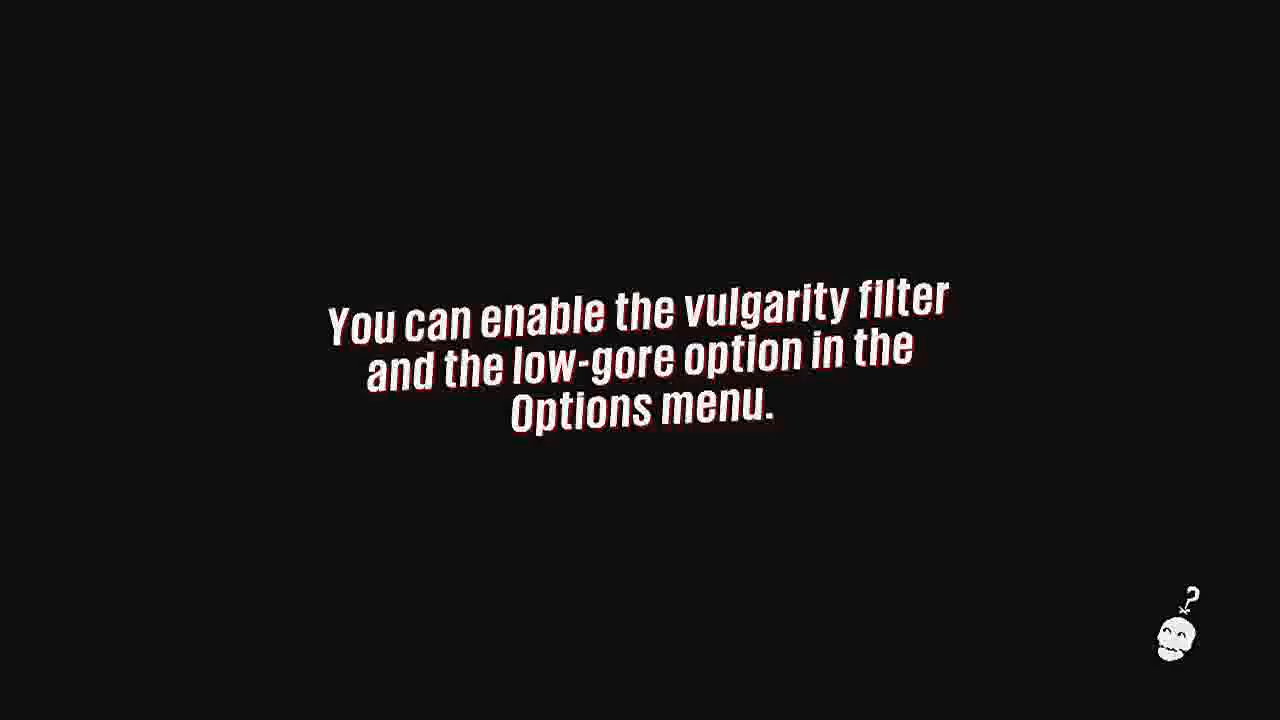 You can enable the vulgarity filter
and the low-gore option in the
Options menu.
?